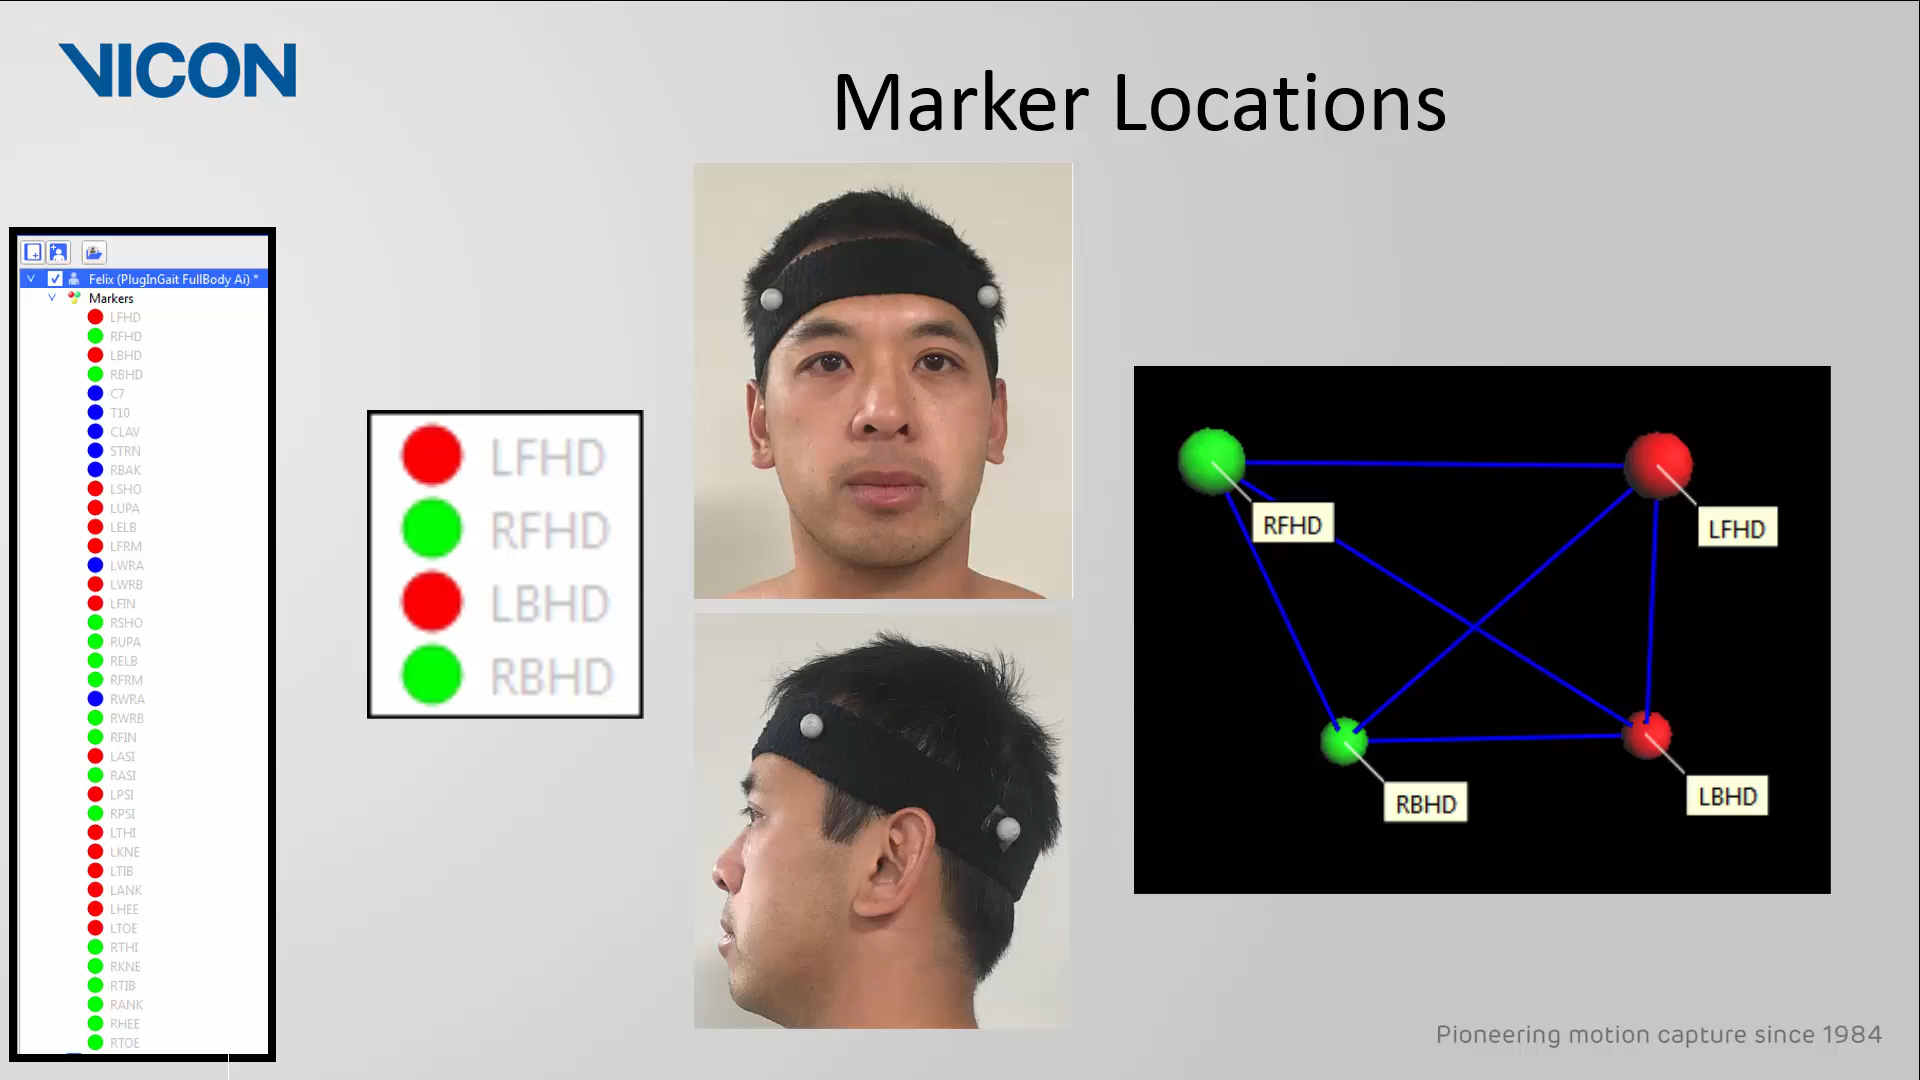 VICON
Marker Locations
Felix (PlugInGait FullBody Ai) *
Markers
LFHD
RFHD
LBHD
RBHD
C7
T10
CLAV
STRN
RBAK
LSHO
LUPA
LELB
LFRM
LWRA
LWRB
LFIN
RSHO
RUPA
RELB
RFRM
RWRA
RWRB
RFIN
LASI
RASI
LPSI
RPSI
LTHI
LKNE
LTIB
LANK
LHEE
LTOE
RTHI
RKNE
RTIB
RANK
RHEE
RTOE
LFHD
RFHD
LBHD
RBHD
RFHD
LFHD
RBHD
LBHD
Pioneering motion capture since 1984